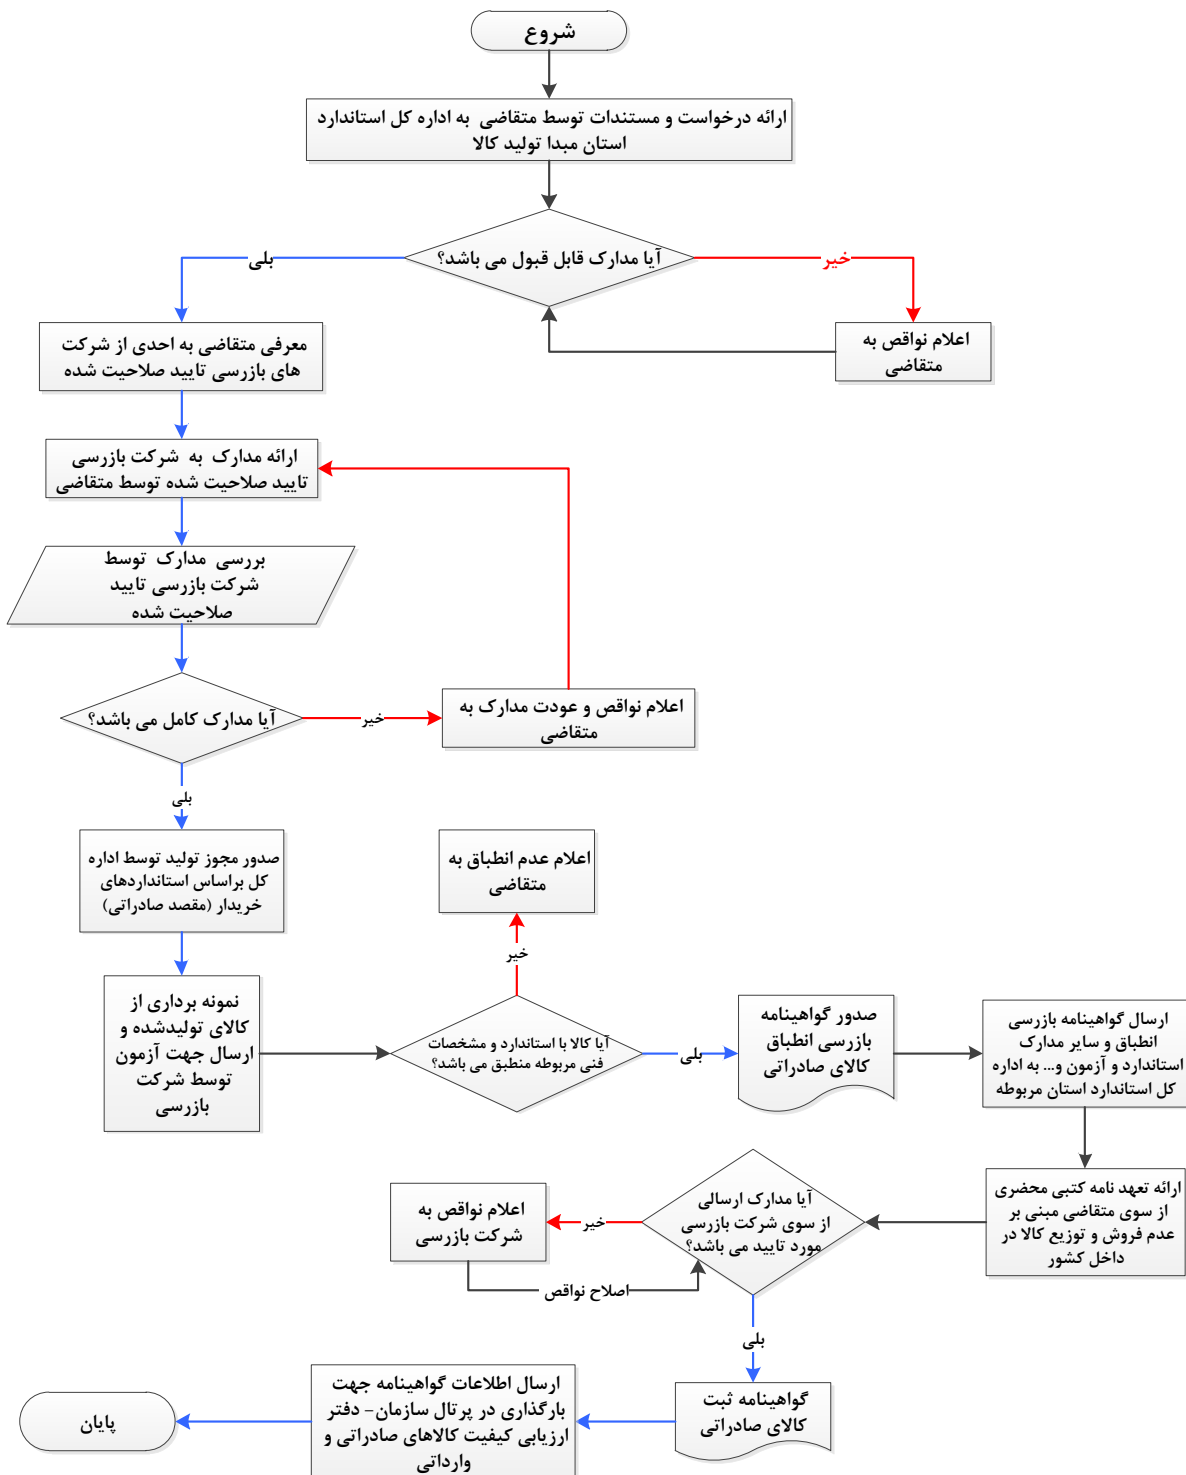 شروع
ارائه درخواست و مستندات توسط متقاضی به اداره کل استاندارد
استان مبدا تولید کالا
آیا مدارک قابل قبول می باشد؟
بلی
خیر
اعلام نواقص به
متقاضی
معرفی متقاضی به احدی از شرکت
های بازرسی تایید صلاحیت شده
ارائه مدارک به شرکت بازرسی
تایید صلاحیت شده توسط متقاضی
بررسی مدارک توسط
شرکت بازرسی تایید
صلاحیت شده
آیا مدارک کامل می باشد؟
خیر
اعلام نواقص و عودت مدارک به
متقاضی
بلی
صدور مجوز تولید توسط اداره
کل براساس استانداردهای
خریدار (مقصد صادراتی)
نمونه برداری از
کالای تولیدشده و
ارسال جهت آزمون
توسط شرکت
بازرسی
آیا کالا با استاندارد و مشخصات
فنی مربوطه منطبق می باشد؟
خیر
اعلام عدم انطباق به
متقاضی
بلی
صدور گواهینامه
بازرسی انطباق
کالای صادراتی
ارسال گواهینامه بازرسی
انطباق و سایر مدارک
استاندارد و آزمون و... به اداره
کل استاندارد استان مربوطه
ارائه تعهد نامه کتبی محضری
از سوی متقاضی مبنی بر
عدم فروش و توزیع کالا در
داخل کشور
آیا مدارک ارسالی
از سوی شرکت بازرسی
مورد تایید می باشد؟
خیر
اعلام نواقص به
شرکت بازرسی
اصلاح نواقص
بلی
گواهینامه ثبت
کالای صادراتی
ارسال اطلاعات گواهینامه جهت
بارگذاری در پرتال سازمان- دفتر
ارزیابی کیفیت کالاهای صادراتی و
وارداتی
پایان